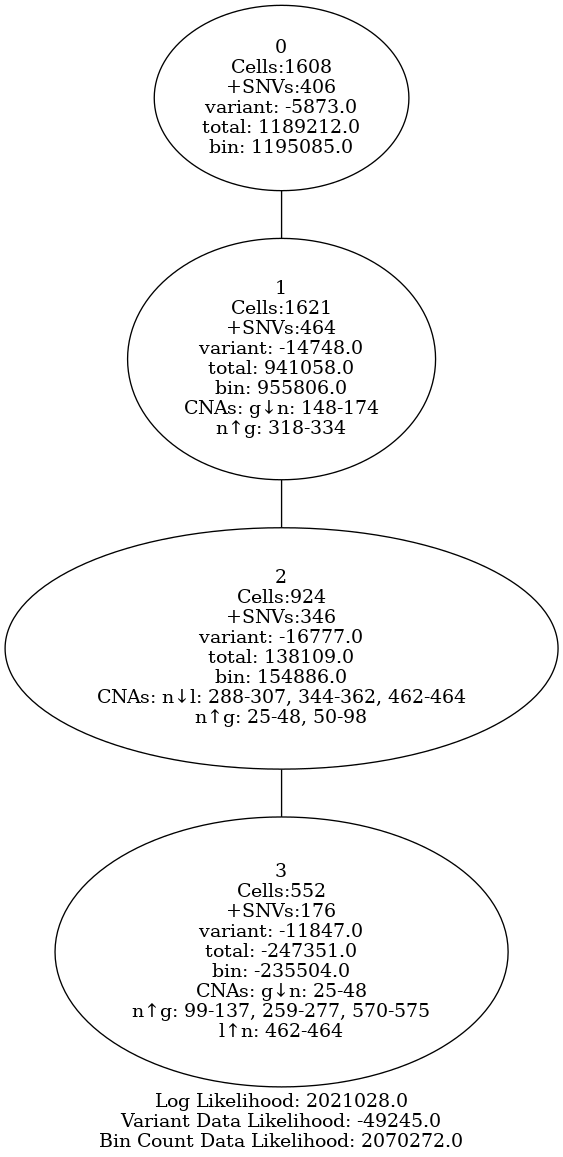 0
Cells:1608
+SNVs:406
variant: -5873.0
total: 1189212.0
bin: 1195085.0
1
Cells:1621
+SNVs:464
variant: -14748.0
total: 941058.0
bin: 955806.0
CNAs: g↓n: 148-174
n↑g: 318-334
2
Cells:924
+SNVs:346
variant: -16777.0
total: 138109.0
bin: 154886.0
CNAs: n↓l: 288-307, 344-362, 462-464
n↑g: 25-48, 50-98
3
Cells:552
+SNVs:176
variant: -11847.0
total: -247351.0
bin: -235504.0
CNAs: g↓n: 25-48
n↑g: 99-137, 259-277, 570-575
l↑n: 462-464
Log Likelihood: 2021028.0
Variant Data Likelihood: -49245.0
Bin Count Data Likelihood: 2070272.0